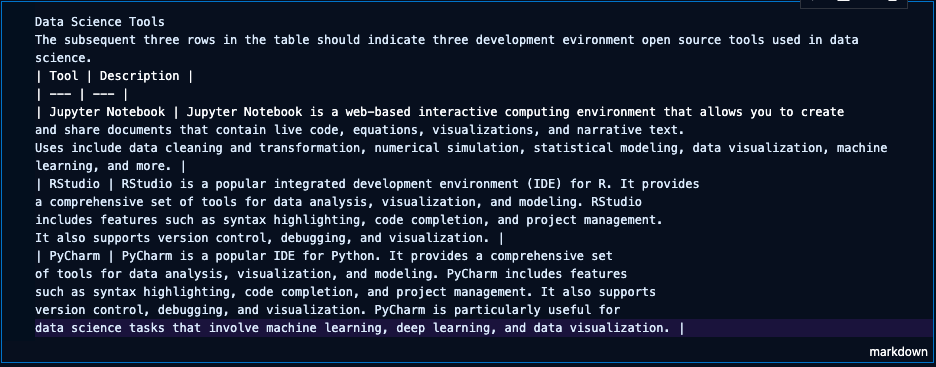 Data Science Tools
The subsequent three rows in the table should indicate three development evironment open source tools used in data
science.
| Tool | Description |
| --- | --- |
| Jupyter Notebook | Jupyter Notebook is a web-based interactive computing environment that allows you to create
and share documents that contain live code, equations, visualizations, and narrative text.
Uses include data cleaning and transformation, numerical simulation, statistical modeling, data visualization, machine
learning, and more. |
| RStudio | RStudio is a popular integrated development environment (IDE) for R. It provides
a comprehensive set of tools for data analysis, visualization, and modeling. RStudio
includes features such as syntax highlighting, code completion, and project management.
It also supports version control, debugging, and visualization. |
| PyCharm | PyCharm is a popular IDE for Python. It provides a comprehensive set
of tools for data analysis, visualization, and modeling. PyCharm includes features
such as syntax highlighting, code completion, and project management. It also supports
version control, debugging, and visualization. PyCharm is particularly useful for
data science tasks that involve machine learning, deep learning, and data visualization. |
markdown